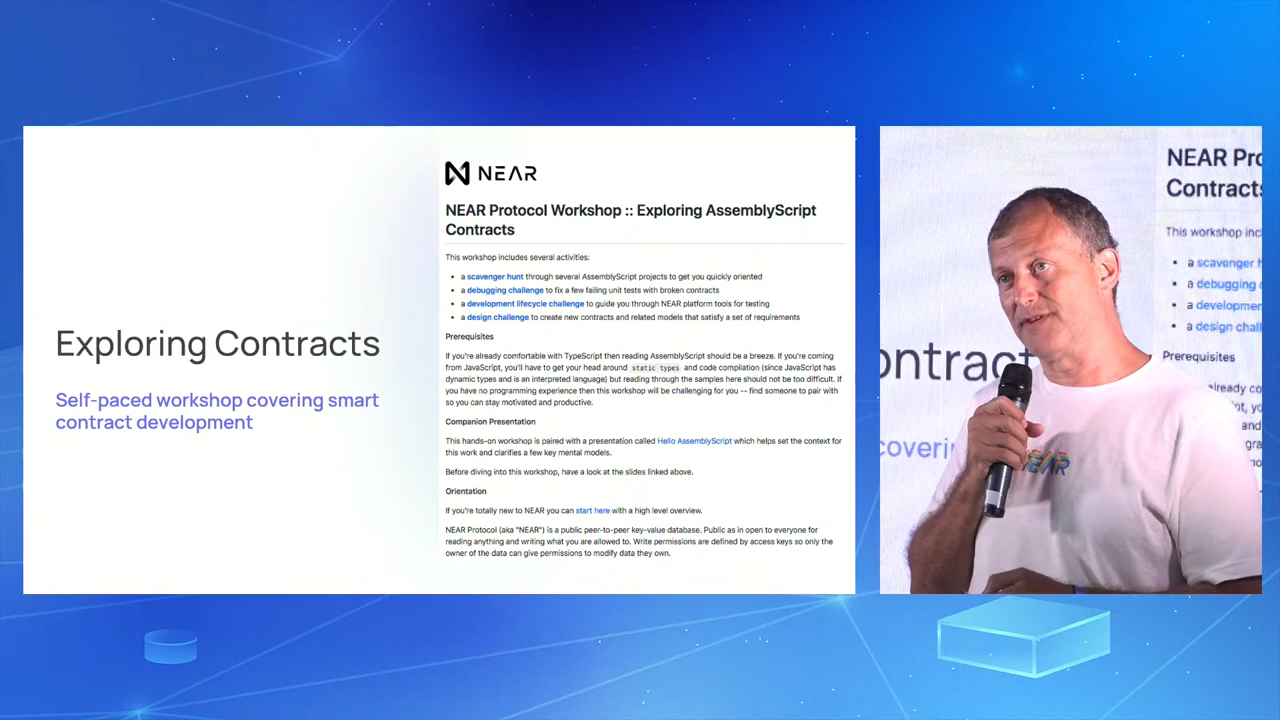 Exploring Contracts
Self-paced workshop covering smart
contract development
NEAR
NEAR Protocol Workshop :: Exploring AssemblyScript
Contracts
This workshop includes several activities:
a scavenger hunt through several AssemblyScript projects to get you quickly oriented
a debugging challenge to fix a few failing unit tests with broken contracts
a development lifecycle challenge to guide you through NEAR platform tools for testing
a design challenge to create new contracts and related models that satisfy a set of requirements
Prerequisites
If you're already comfortable with TypeScript then reading AssemblyScript should be a breeze. If you're coming
from JavaScript, you'll have to get your head around static types and code compilation (since JavaScript has
dynamic types and is an interpreted language) but reading through the samples here should not be too difficult. If
you have no programming experience then this workshop will be challenging for you -- find someone to pair with
so you can stay motivated and productive.
Companion Presentation
This hands-on workshop is paired with a presentation called Hello AssemblyScript which helps set the context for
this work and clarifies a few key mental models.
Before diving into this workshop, have a look at the slides linked above.
Orientation
If you're totally new to NEAR you can start here with a high level overview.
NEAR Protocol (aka "NEAR") is a public peer-to-peer key-value database. Public as in open to everyone for
reading anything and writing what you are allowed to. Write permissions are defined by access keys so only the
owner of the data can give permissions to modify data they own.
NEAR Pro
Contracts
This workshop incl
a scavenger h
a debugging c
a developmen
a design chall
Prerequisites
already co
ontract
coveri
and
NEAR